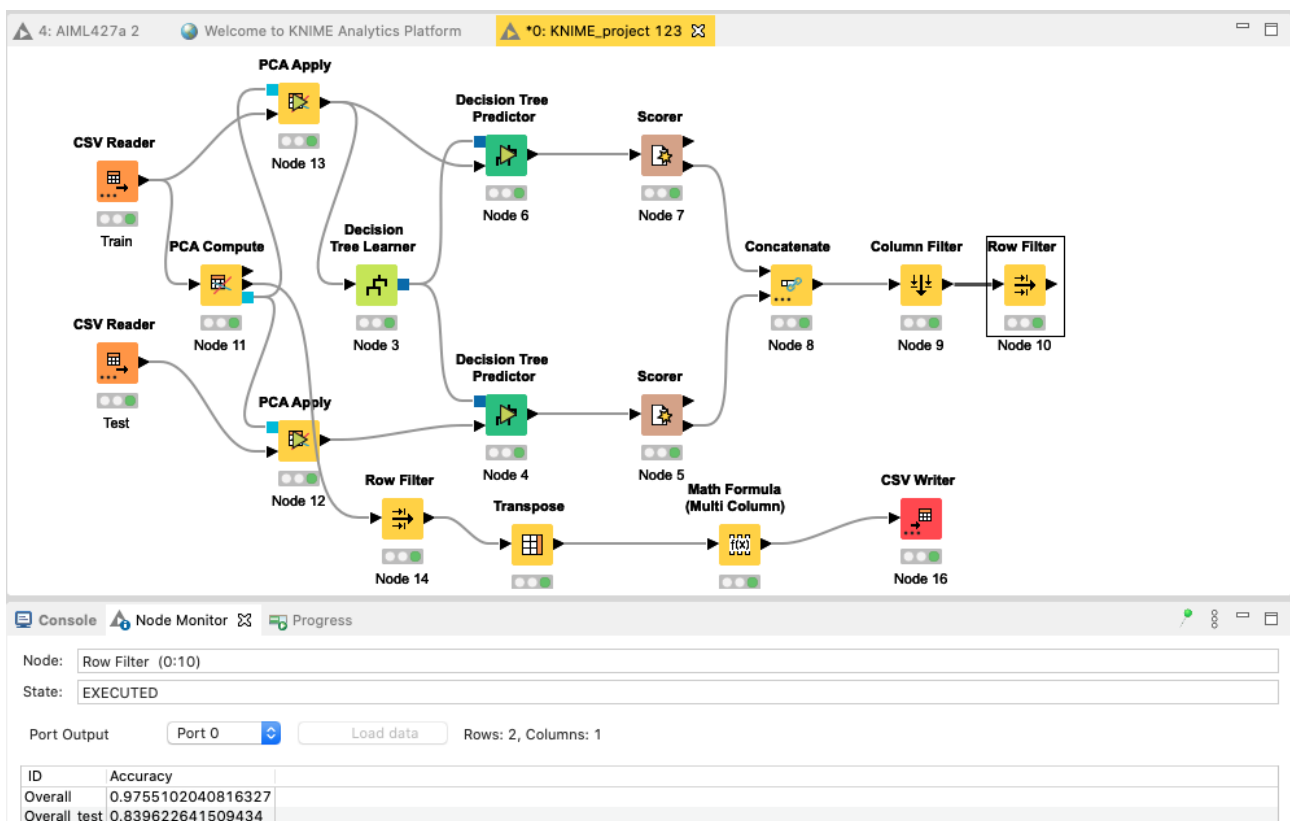 4: AIML427a 2
Welcome to KNIME Analytics Platform
*0: KNIME_project 123
PCA Apply
Node 13
CSV Reader
Train
Decision Tree
Predictor
Node 6
Scorer
Node 7
PCA Compute
Node 11
Decision
Tree Learner
Node 3
Concatenate
Node 8
Column Filter
Node 9
Row Filter
Node 10
CSV Reader
Test
PCA Apply
Node 12
Decision Tree
Predictor
Node 4
Scorer
Node 5
Row Filter
Node 14
Transpose
Math Formula
(Multi Column)
f(x)
CSV Writer
Node 16
Console
Node Monitor
Progress
Node:
Row Filter (0:10)
State:
EXECUTED
Port Output
Port 0
Load data
Rows: 2, Columns: 1
ID Accuracy
Overall 0.9755102040816327
Overall_test 0.839622641509434